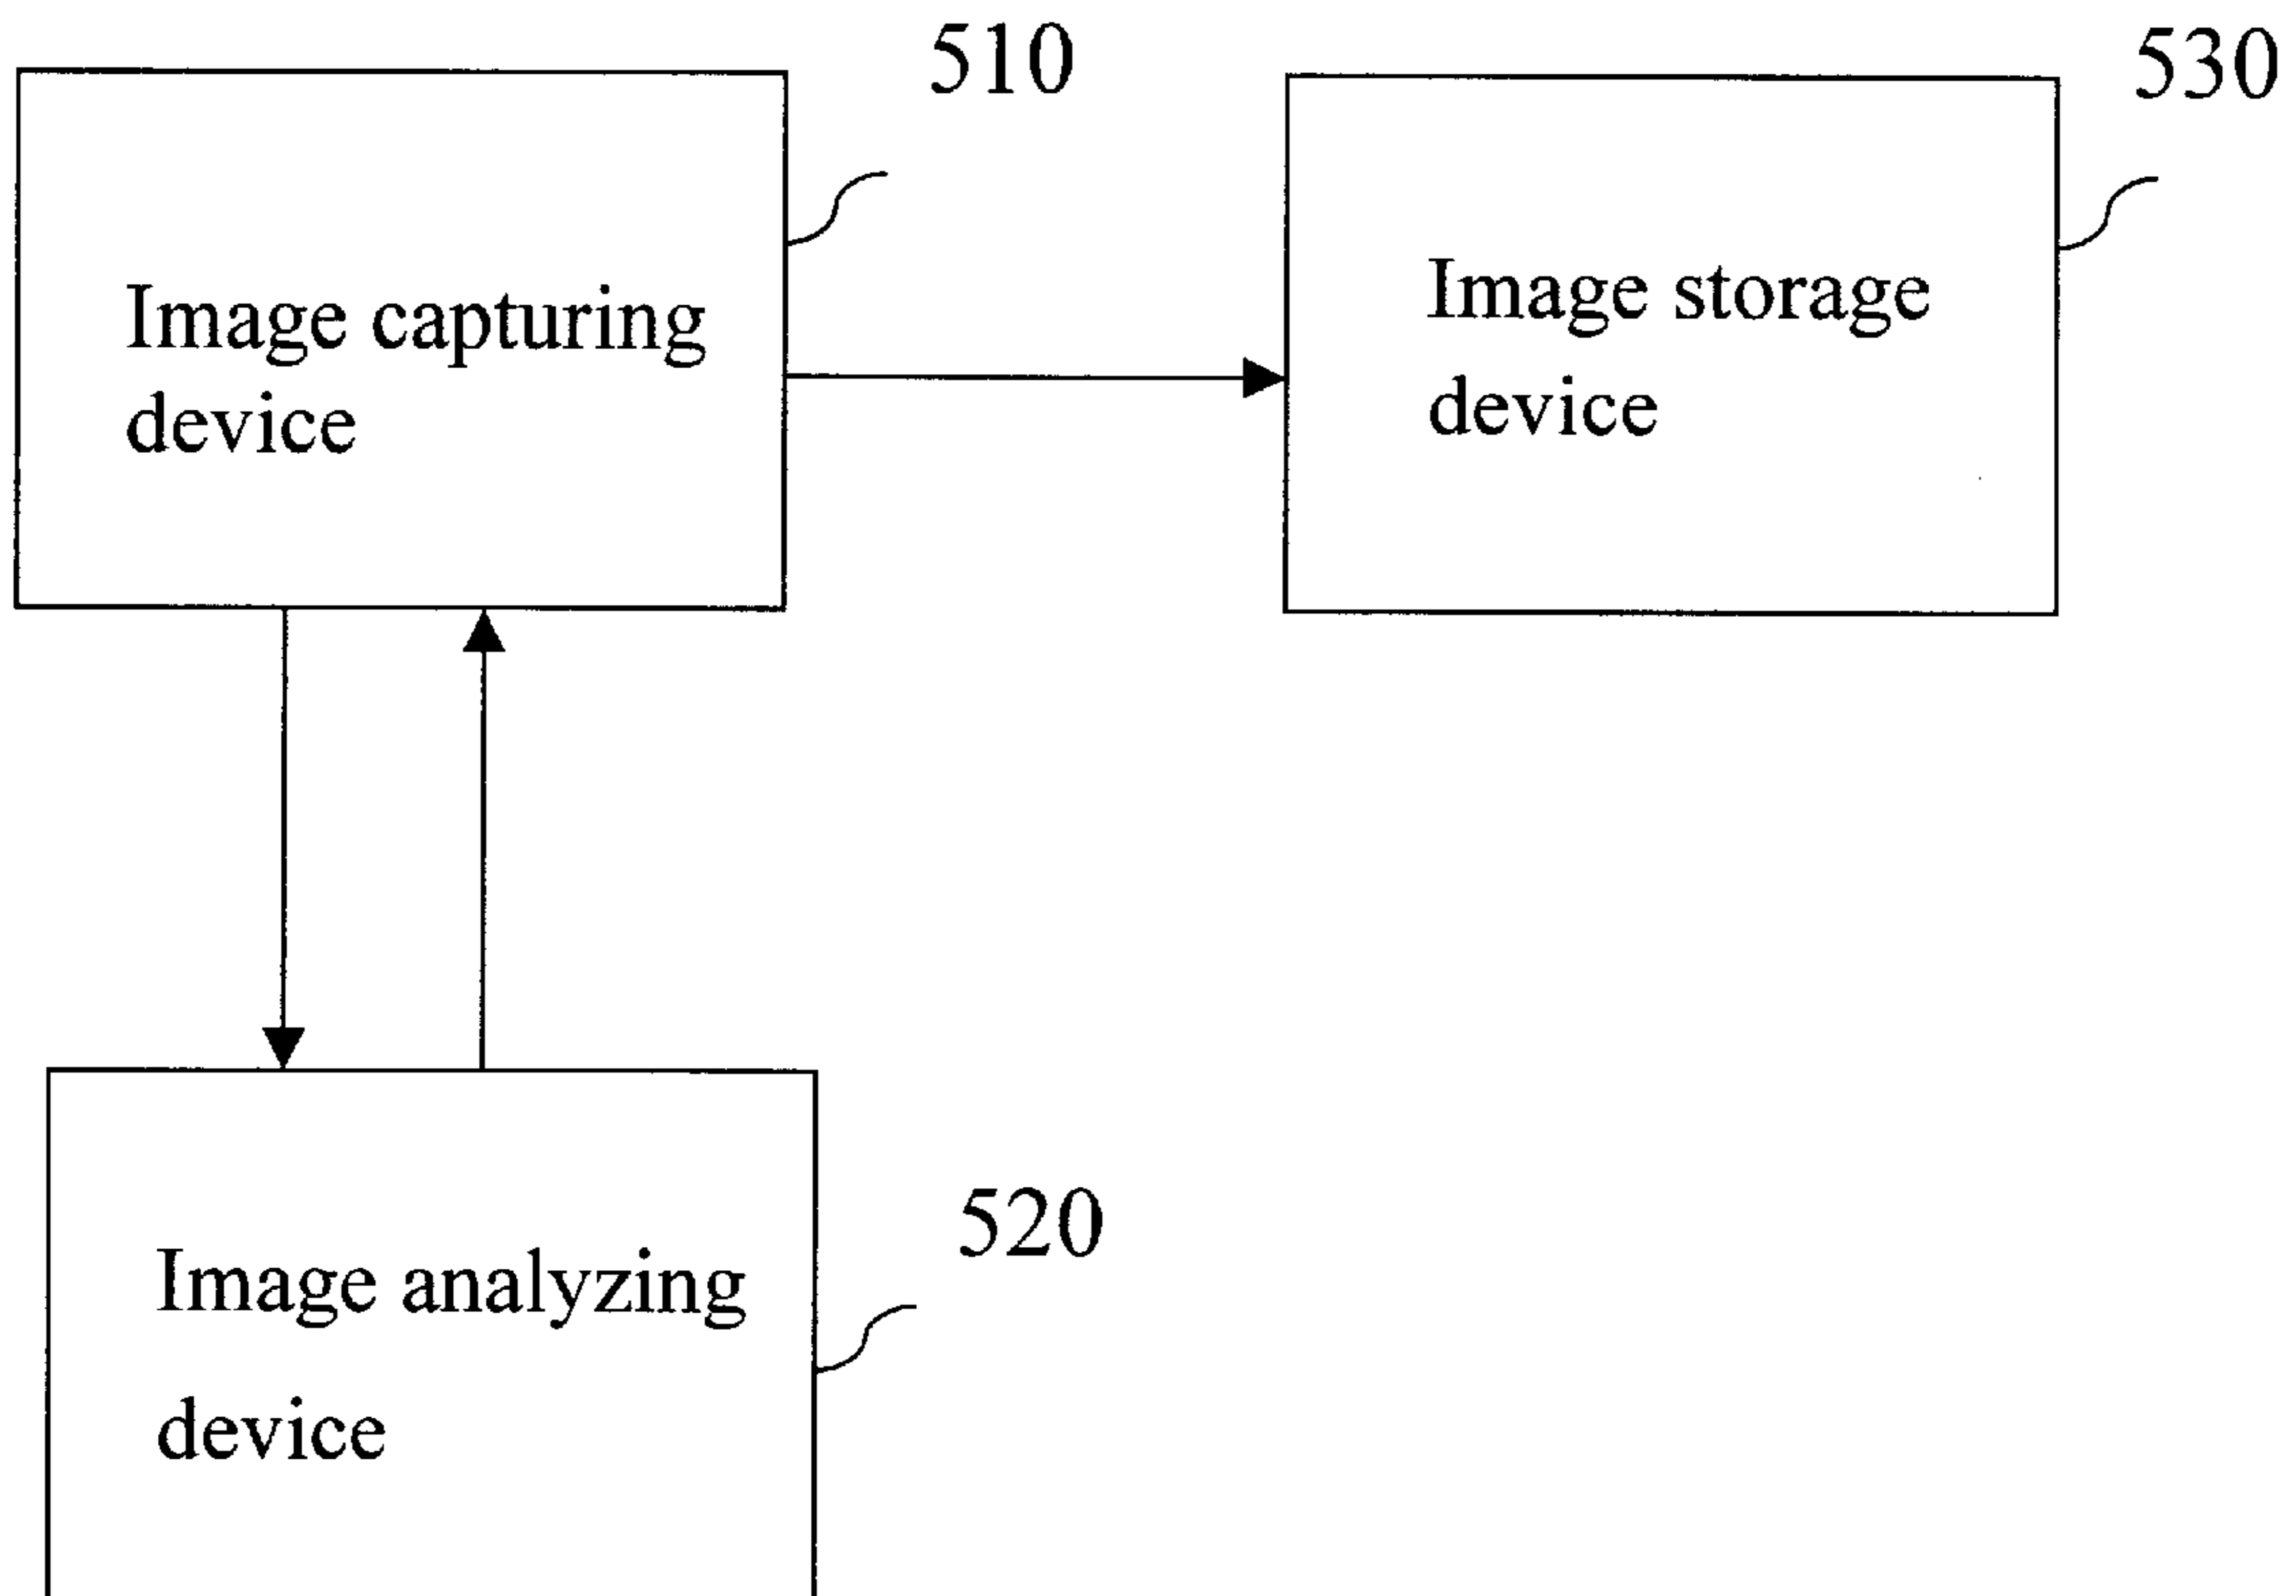 510
530
Image capturing
device
Image storage
device
520
Image analyzing
device